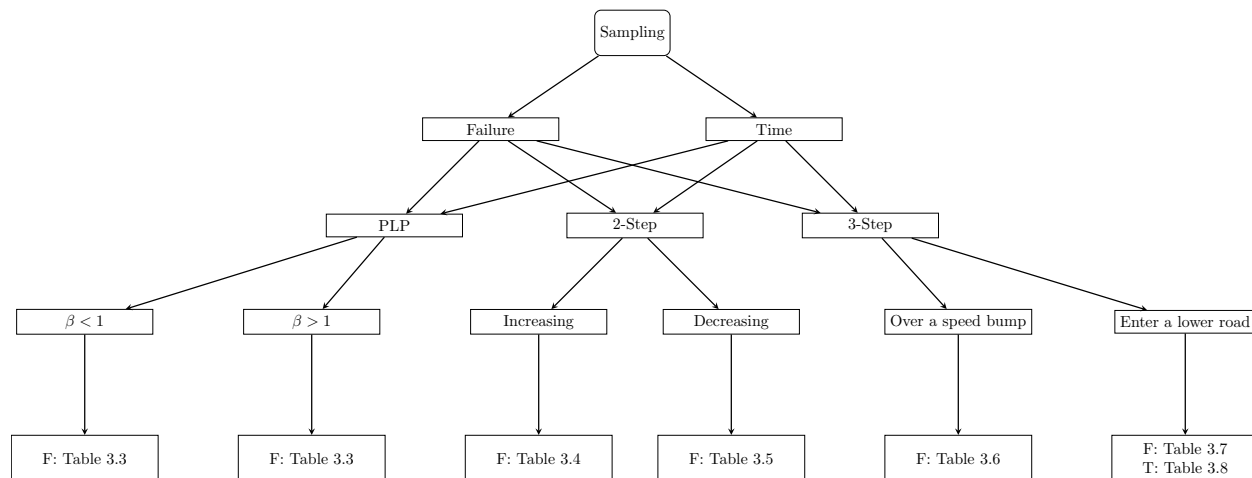 Sampling
Failure
Time
PLP
2-Step
3-Step
β < 1
β > 1
Increasing
Decreasing
Over a speed bump
Enter a lower road
F: Table 3.3
F: Table 3.3
F: Table 3.4
F: Table 3.5
F: Table 3.6
F: Table 3.7
T: Table 3.8